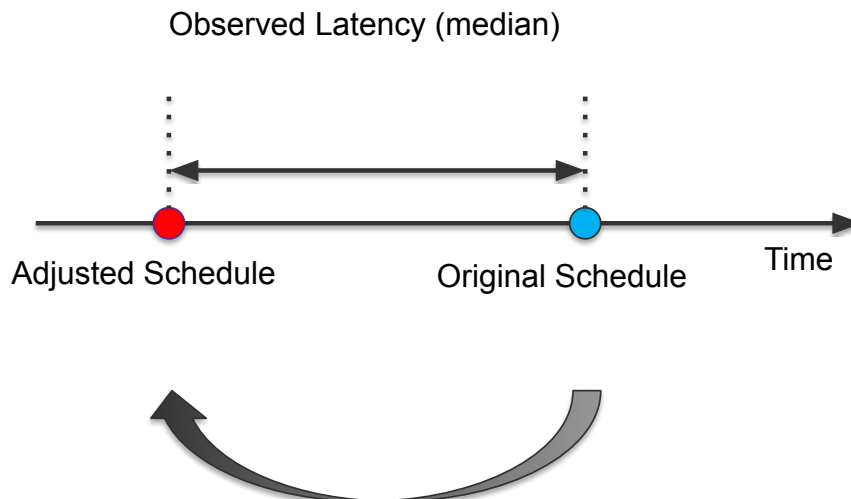 Observed Latency (median)
Adjusted Schedule
Original Schedule
Time